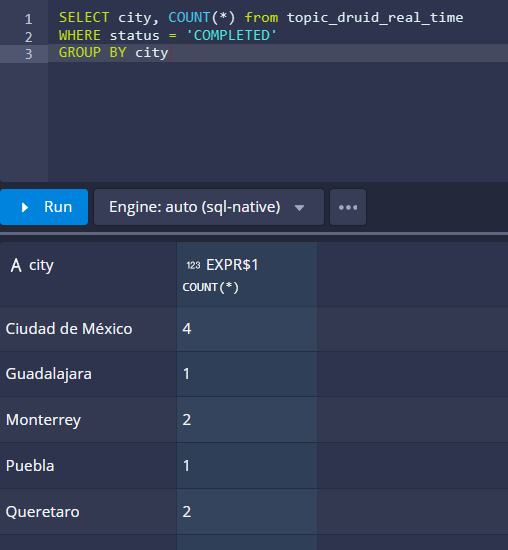 1 SELECT city, COUNT(*) from topic_druid_real_time
2 WHERE status = 'COMPLETED'
3 GROUP BY city
Run Engine: auto (sql-native)
A city 123 EXPR$1
COUNT(*)
Ciudad de México 4
Guadalajara 1
Monterrey 2
Puebla 1
Queretaro 2